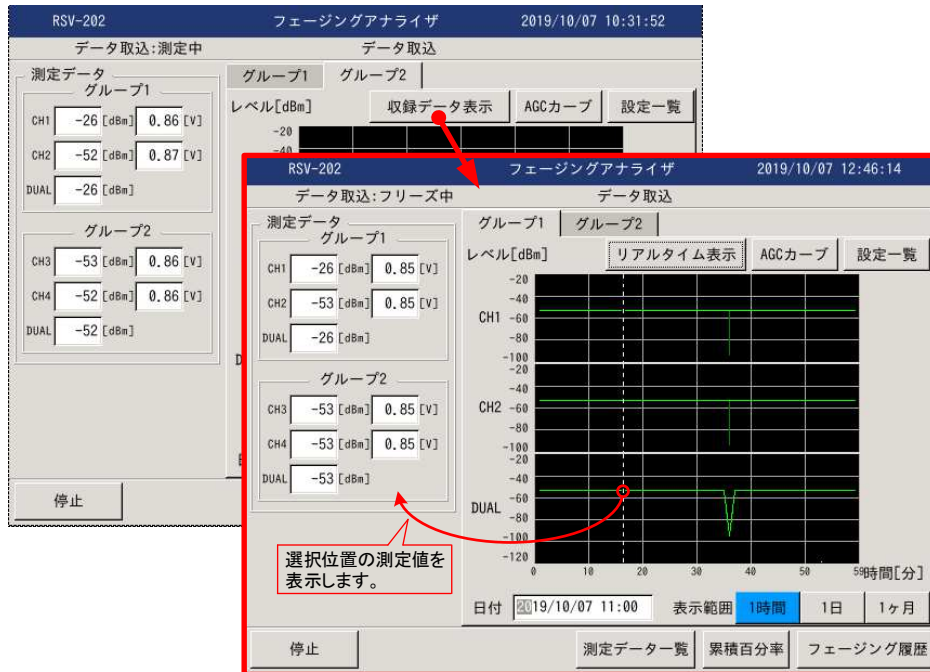 RSV-202 フェージングアナライザ 2019/10/07 10:31:52
データ取込:測定中 データ取込
測定データ
グループ1
CH1 -26 [dBm] 0.86 [V]
CH2 -52 [dBm] 0.87 [V]
DUAL -26 [dBm]
グループ2
CH3 -53 [dBm] 0.86 [V]
CH4 -52 [dBm] 0.86 [V]
DUAL -52 [dBm]
グループ1 グループ2
レベル[dBm] 収録データ表示 AGCカーブ 設定一覧
-20
-40
停止
RSV-202 フェージングアナライザ 2019/10/07 12:46:14
データ取込:フリーズ中 データ取込
測定データ
グループ1
CH1 -26 [dBm] 0.85 [V]
CH2 -53 [dBm] 0.85 [V]
DUAL -26 [dBm]
グループ2
CH3 -53 [dBm] 0.85 [V]
CH4 -53 [dBm] 0.85 [V]
DUAL -53 [dBm]
選択位置の測定値を
表示します。
グループ1 グループ2
レベル[dBm] リアルタイム表示 AGCカーブ 設定一覧
-20
-40
CH1 -60
-80
-100
-20
-40
CH2 -60
-80
-100
-20
-40
-60
DUAL -80
-100
-120
0 10 20 30 40 50 59 時間[分]
日付 2019/10/07 11:00 表示範囲 1時間 1日 1ヶ月
停止 測定データ一覧 累積百分率 フェージング履歴